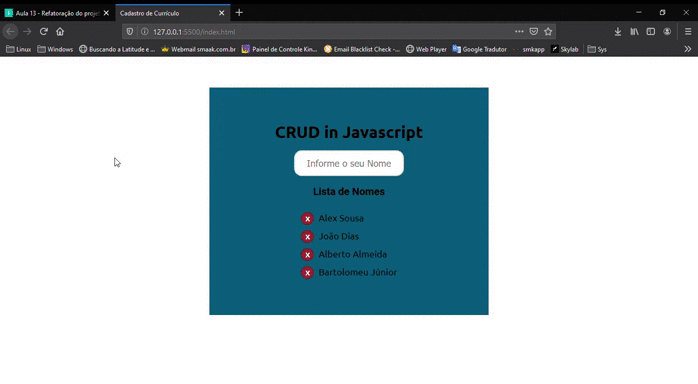 Aula 13 - Refatoração do projet
Cadastro de Currículo
127.0.0.1:5500/index.html
Linux
Windows
Buscando a Latitude e ...
Webmail smaak.com.br
Painel de Controle Kin...
Email Blacklist Check -...
Web Player
Google Tradutor
smkapp
Skylab
Sys
CRUD in Javascript
Informe o seu Nome
Lista de Nomes
x Alex Sousa
x João Dias
x Alberto Almeida
x Bartolomeu Júnior